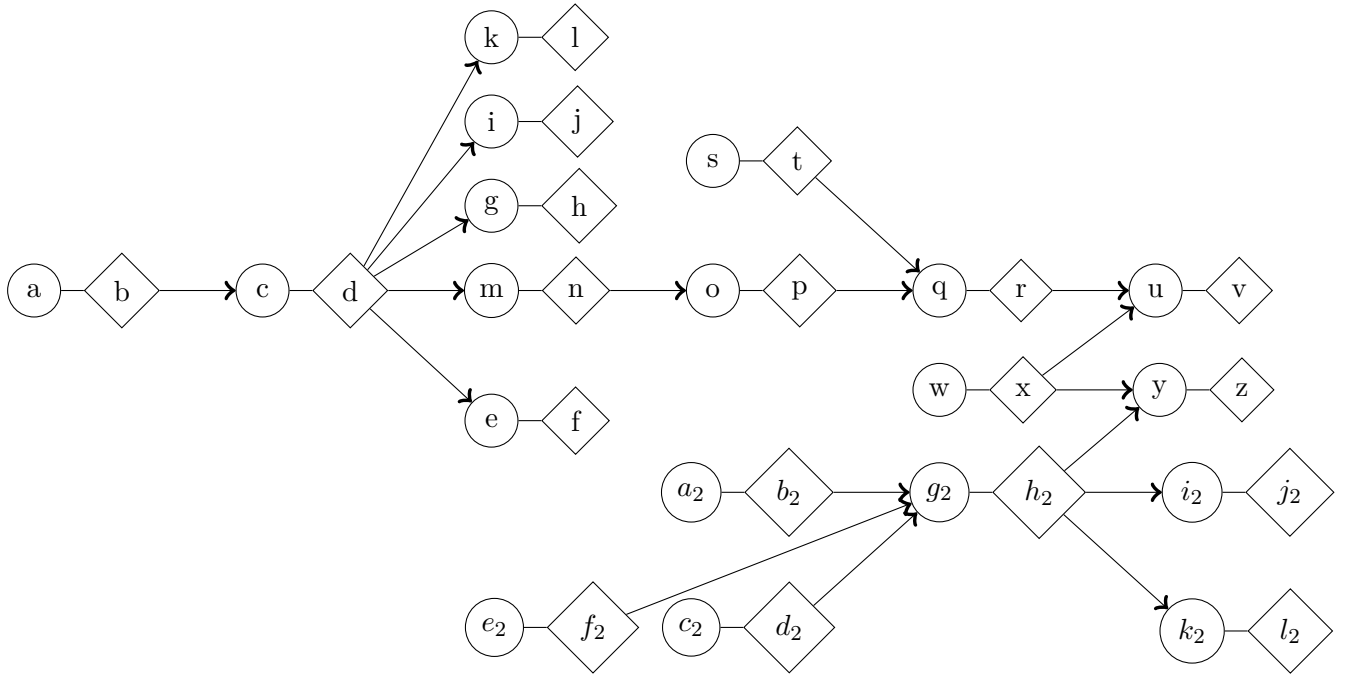 k l
i j
s t
g h
a b c d m n o p q r u v
w x y z
e f
a₂ b₂ g₂ h₂ i₂ j₂
e₂ f₂ c₂ d₂ k₂ l₂